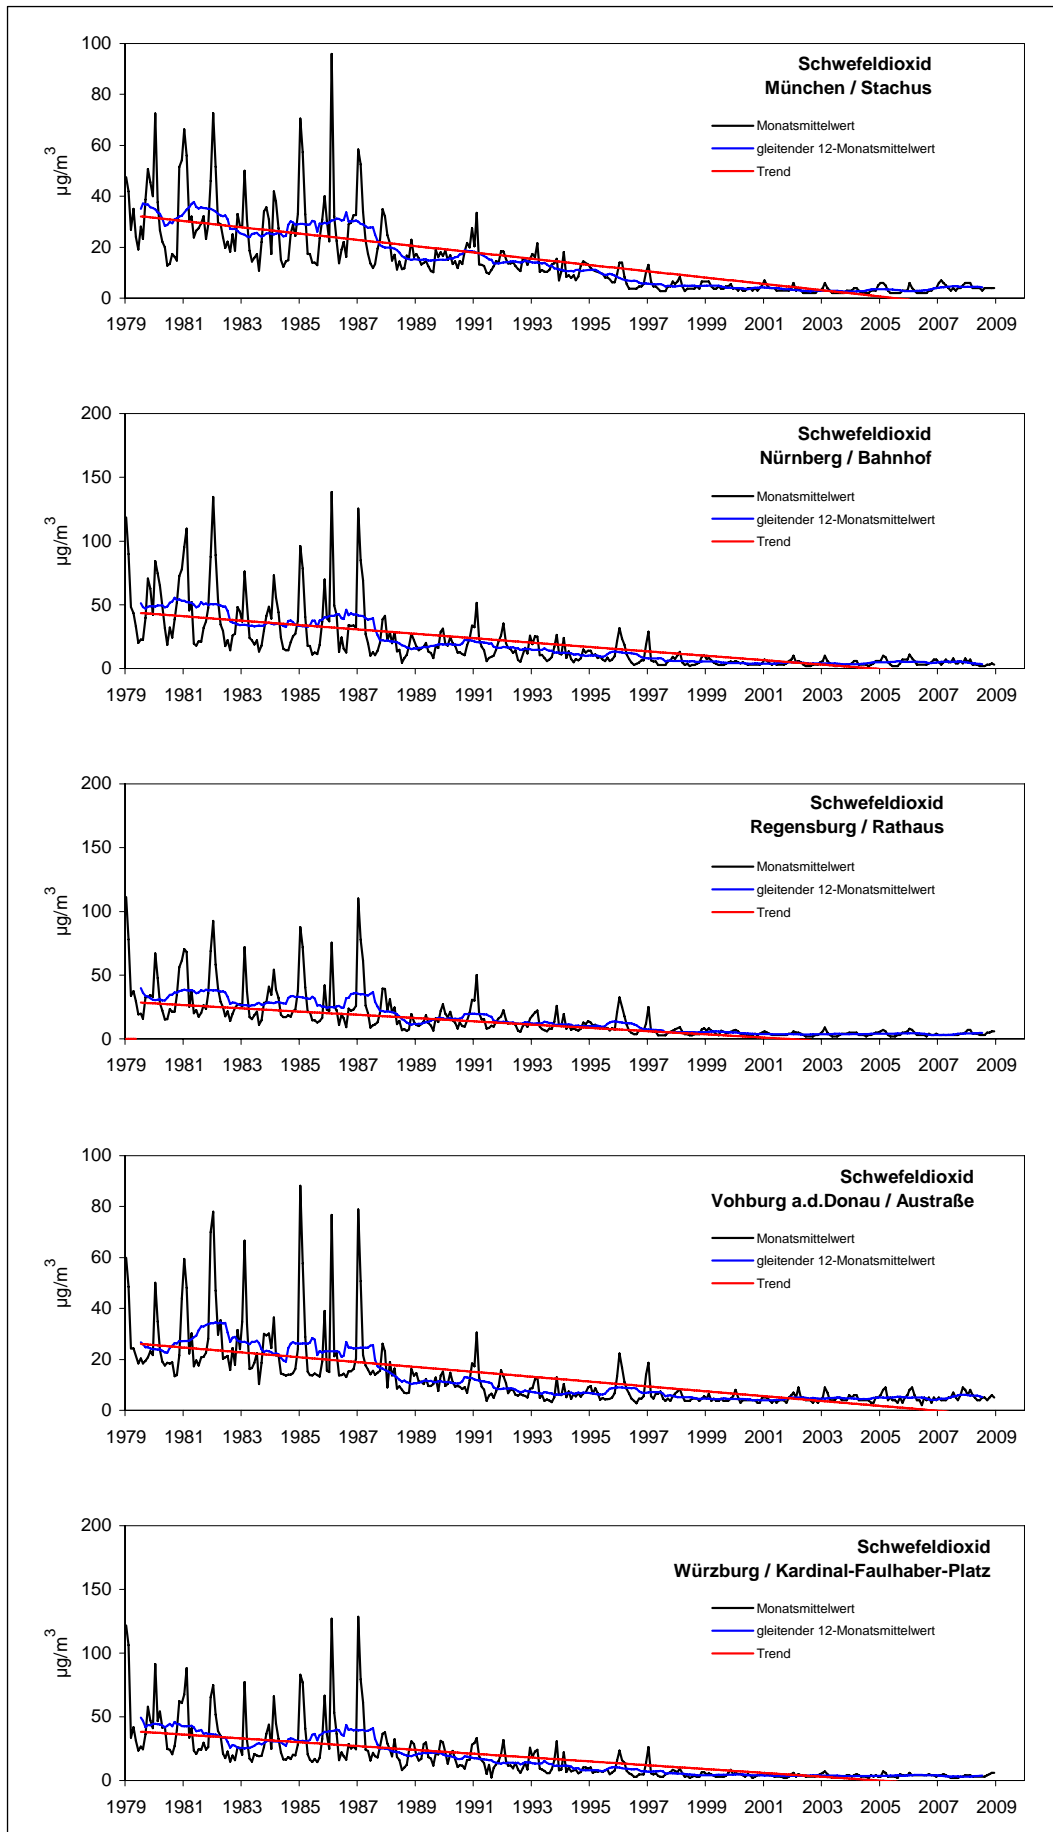 Schwefeldioxid
München / Stachus
Monatsmittelwert
gleitender 12-Monatsmittelwert
Trend
µg/m³
100
80
60
40
20
0
1979 1981 1983 1985 1987 1989 1991 1993 1995 1997 1999 2001 2003 2005 2007 2009
Schwefeldioxid
Nürnberg / Bahnhof
Monatsmittelwert
gleitender 12-Monatsmittelwert
Trend
µg/m³
200
150
100
50
0
1979 1981 1983 1985 1987 1989 1991 1993 1995 1997 1999 2001 2003 2005 2007 2009
Schwefeldioxid
Regensburg / Rathaus
Monatsmittelwert
gleitender 12-Monatsmittelwert
Trend
µg/m³
200
150
100
50
0
1979 1981 1983 1985 1987 1989 1991 1993 1995 1997 1999 2001 2003 2005 2007 2009
Schwefeldioxid
Vohburg a.d.Donau / Austraße
Monatsmittelwert
gleitender 12-Monatsmittelwert
Trend
µg/m³
100
80
60
40
20
0
1979 1981 1983 1985 1987 1989 1991 1993 1995 1997 1999 2001 2003 2005 2007 2009
Schwefeldioxid
Würzburg / Kardinal-Faulhaber-Platz
Monatsmittelwert
gleitender 12-Monatsmittelwert
Trend
µg/m³
200
150
100
50
0
1979 1981 1983 1985 1987 1989 1991 1993 1995 1997 1999 2001 2003 2005 2007 2009